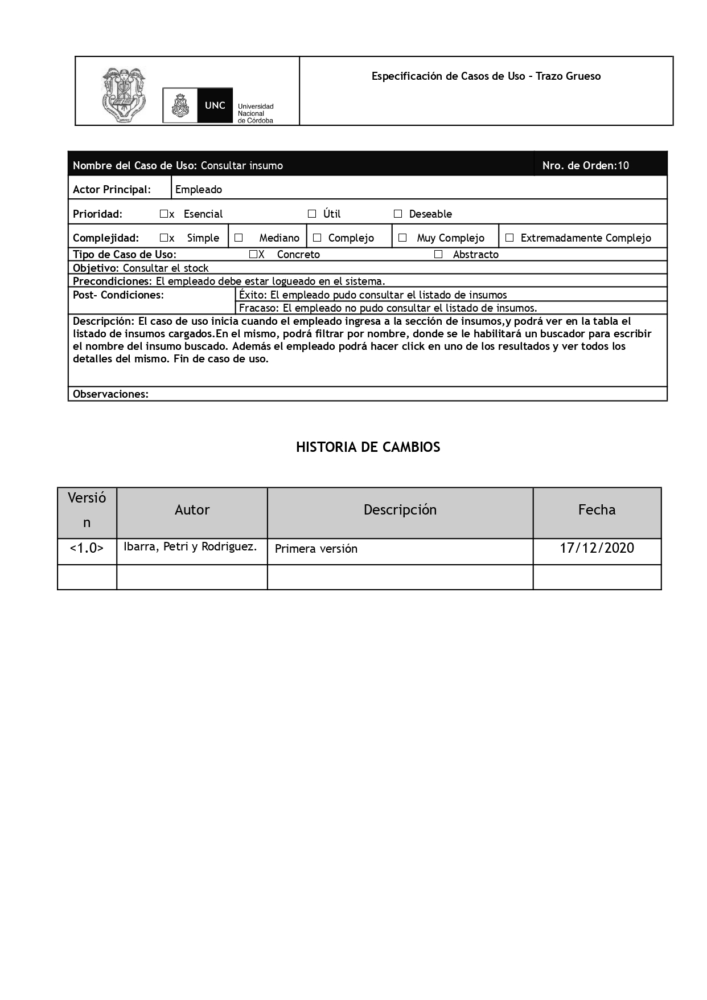 Especificación de Casos de Uso – Trazo Grueso
UNC
Universidad
Nacional
de Córdoba
Nombre del Caso de Uso: Consultar insumo Nro. de Orden:10
Actor Principal: Empleado
Prioridad: ☐x Esencial ☐ Útil ☐ Deseable
Complejidad: ☐x Simple ☐ Mediano ☐ Complejo ☐ Muy Complejo ☐ Extremadamente Complejo
Tipo de Caso de Uso: ☐X Concreto ☐ Abstracto
Objetivo: Consultar el stock
Precondiciones: El empleado debe estar logueado en el sistema.
Post- Condiciones: Éxito: El empleado pudo consultar el listado de insumos
Fracaso: El empleado no pudo consultar el listado de insumos.
Descripción: El caso de uso inicia cuando el empleado ingresa a la sección de insumos,y podrá ver en la tabla el
listado de insumos cargados.En el mismo, podrá filtrar por nombre, donde se le habilitará un buscador para escribir
el nombre del insumo buscado. Además el empleado podrá hacer click en uno de los resultados y ver todos los
detalles del mismo. Fin de caso de uso.
Observaciones:
HISTORIA DE CAMBIOS
Versió
n
Autor Descripción Fecha
<1.0> Ibarra, Petri y Rodriguez. Primera versión 17/12/2020